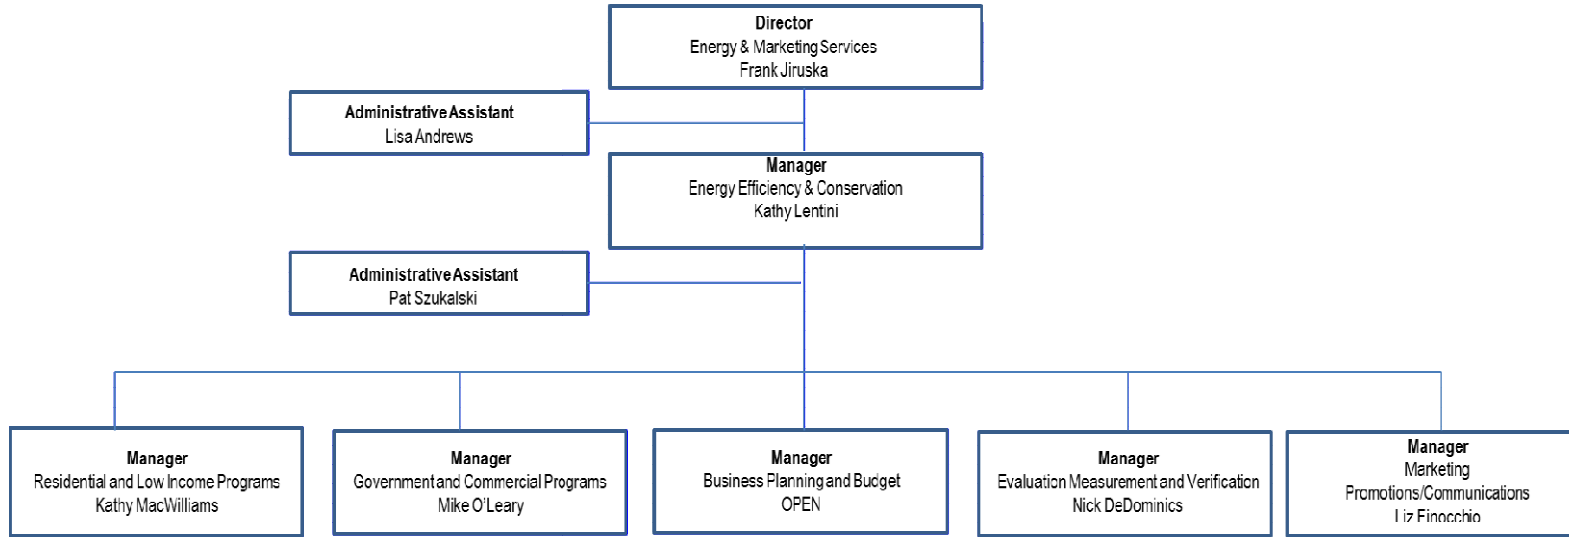 Director
Energy & Marketing Services
Frank Jiruska
Administrative Assistant
Lisa Andrews
Manager
Energy Efficiency & Conservation
Kathy Lentini
Administrative Assistant
Pat Szukalski
Manager
Residential and Low Income Programs
Kathy MacWilliams
Manager
Government and Commercial Programs
Mike O'Leary
Manager
Business Planning and Budget
OPEN
Manager
Evaluation Measurement and Verification
Nick DeDominics
Manager
Marketing
Promotions/Communications
Liz Finocchio